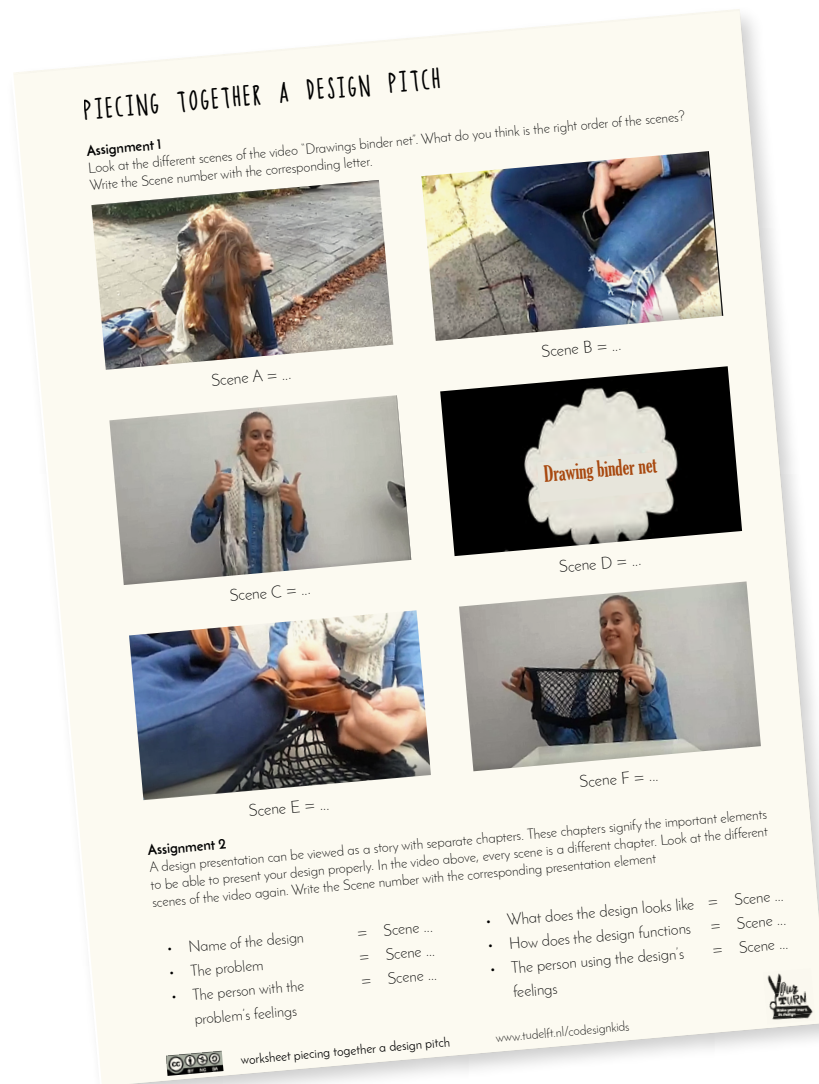 PIECING TOGETHER A DESIGN PITCH
Assignment 1
Look at the different scenes of the video "Drawings binder net". What do you think is the right order of the scenes?
Write the Scene number with the corresponding letter.
Scene A = ...
Scene B = ...
Scene C = ...
Drawing binder net
Scene D = ...
Scene E = ...
Scene F = ...
Assignment 2
A design presentation can be viewed as a story with separate chapters. These chapters signify the important elements
to be able to present your design properly. In the video above, every scene is a different chapter. Look at the different
scenes of the video again. Write the Scene number with the corresponding presentation element
• Name of the design = Scene ...
• The problem = Scene ...
• The person with the = Scene ...
problem's feelings
• What does the design looks like = Scene ...
• How does the design functions = Scene ...
• The person using the design's = Scene ...
feelings
YOUR TURN
cc BY NC SA
worksheet piecing together a design pitch
www.tudelft.nl/codesignkids